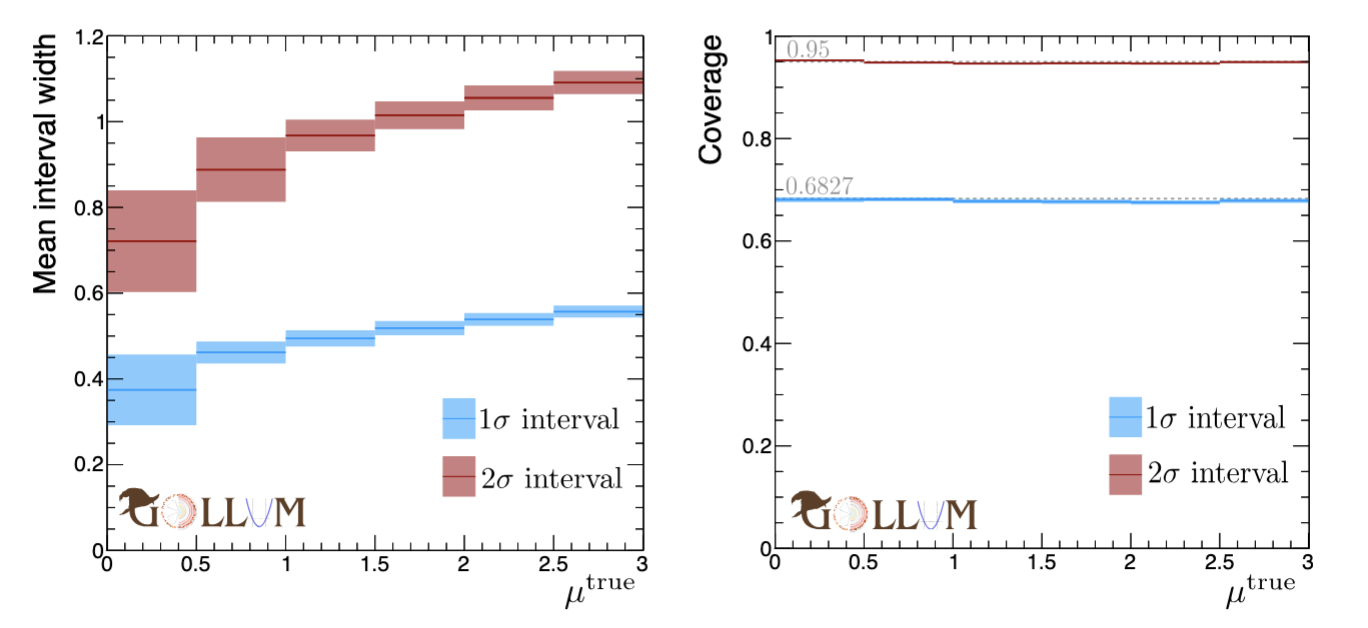 Mean interval width
1.2
1
0.8
0.6
0.4
0.2
0
1σ interval
2σ interval
GOLLUM
0 0.5 1 1.5 2 2.5 3
μ^true
Coverage
1
0.8
0.6
0.4
0.2
0
0.95
0.6827
1σ interval
2σ interval
GOLLUM
0 0.5 1 1.5 2 2.5 3
μ^true